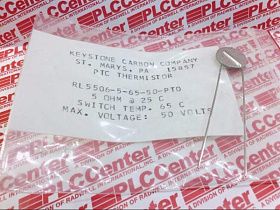 KEYSTONE CARBON COMPANY
ST. MARYS, PA 15857
PTC THERMISTOR
RL5506-5-65-50-PTO
5 OHM @ 25 C
SWITCH TEMP. 65 C
MAX. VOLTAGE: 50 VOLTS
PLCCenter